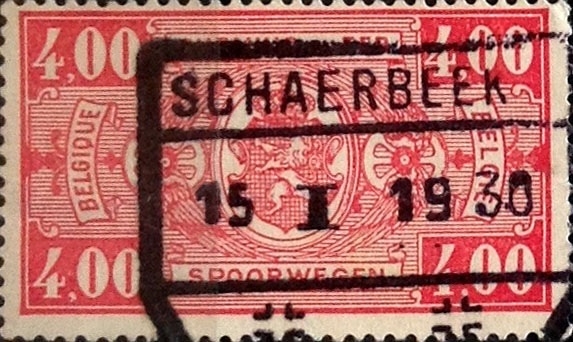 4,00 4,00
SCHAERBEEK
BELGIQUE
15 I 1930
4,00 4,00
SPOORWEGEN